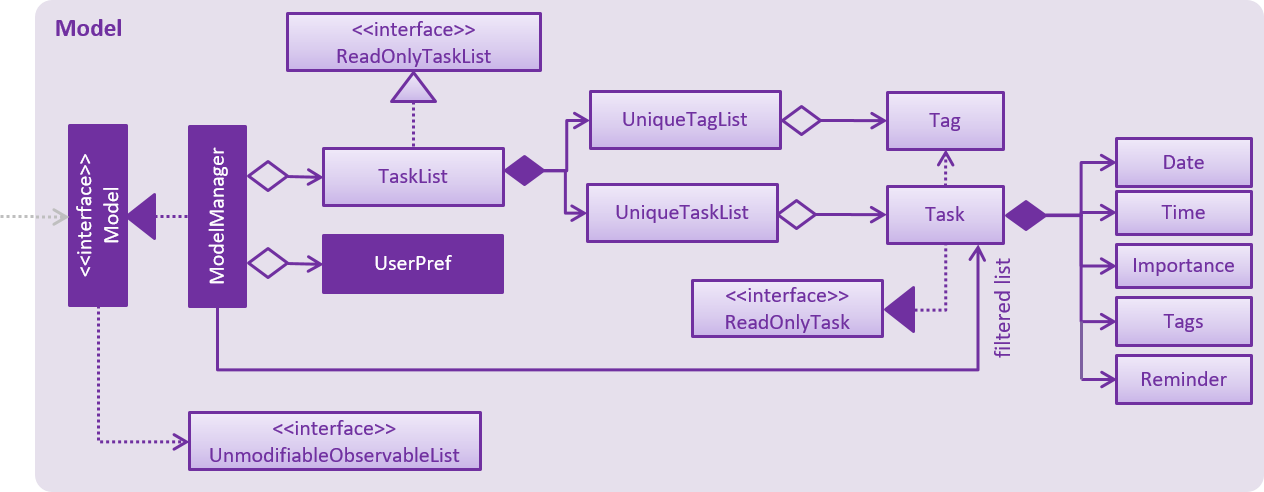 Model
<<interface>>
ReadOnlyTaskList
<<interface>>
Model
ModelManager
TaskList
UserPref
UniqueTagList
UniqueTaskList
Tag
Task
<<interface>>
ReadOnlyTask
filtered list
Date
Time
Importance
Tags
Reminder
<<interface>>
UnmodifiableObservableList